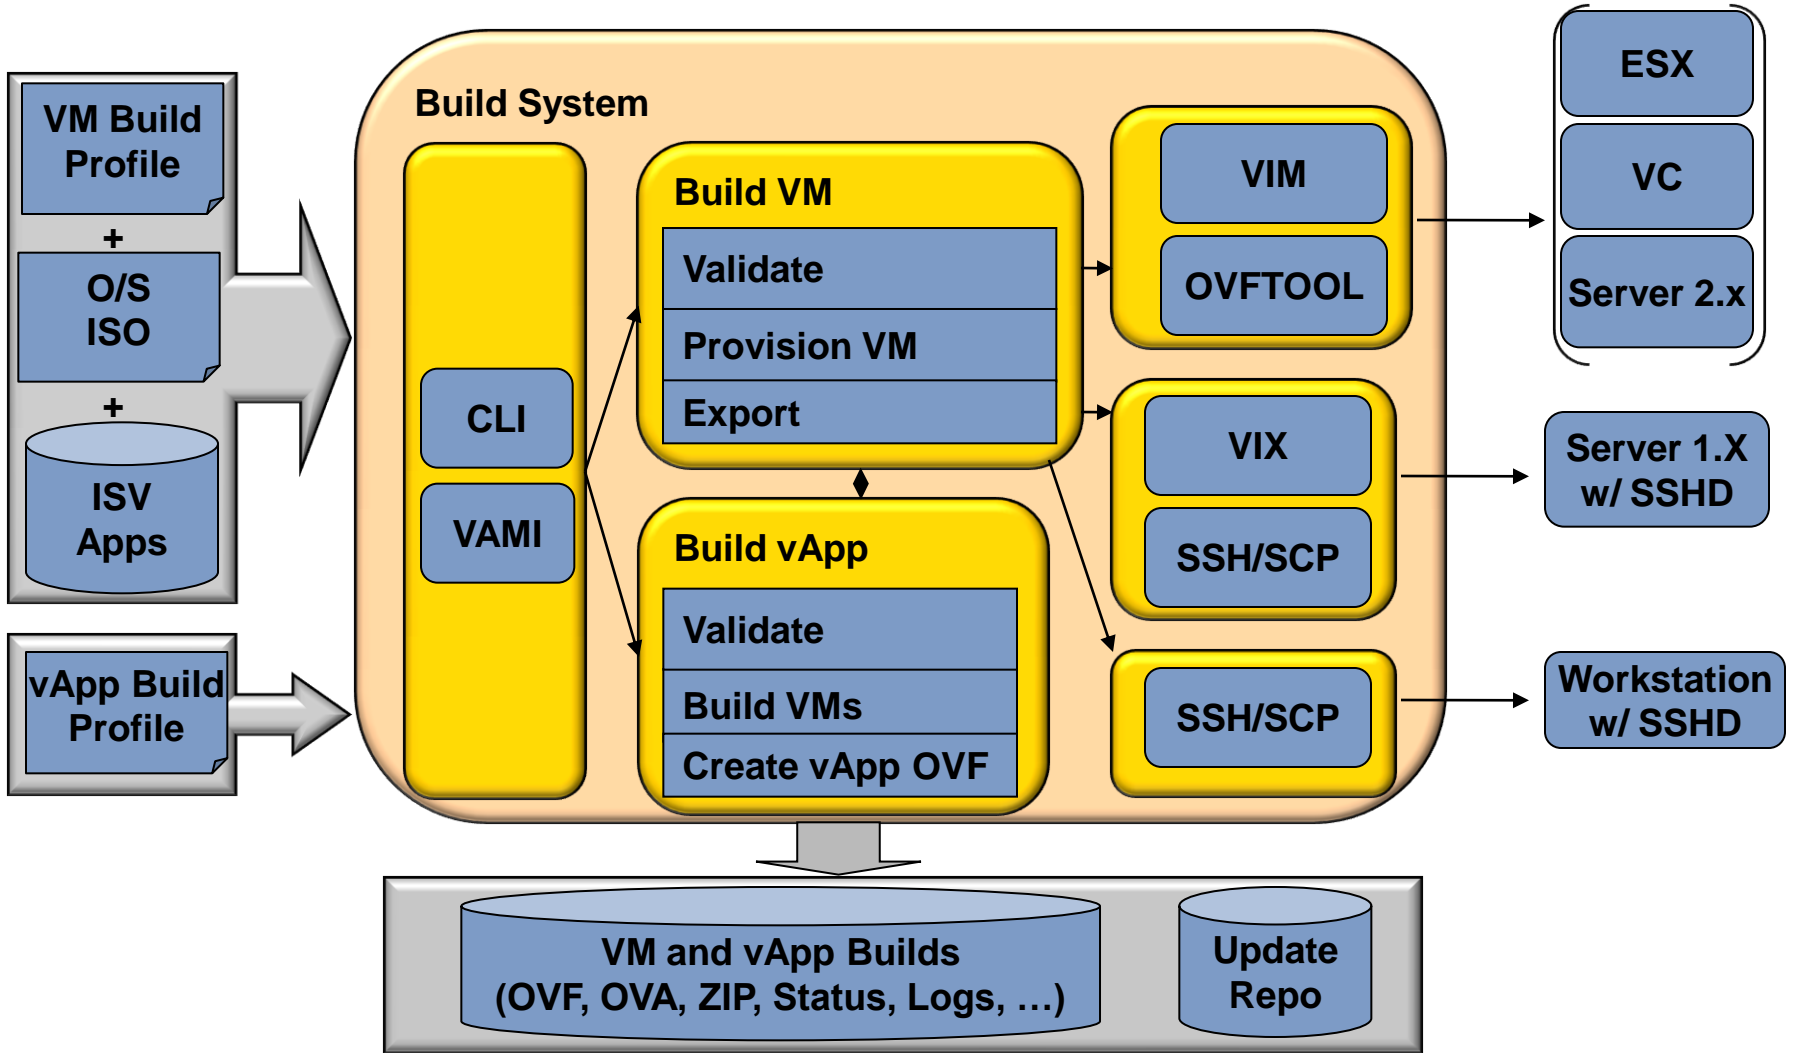 VM Build
Profile
+
O/S
ISO
+
ISV
Apps
vApp Build
Profile
Build System
CLI
VAMI
Build VM
Validate
Provision VM
Export
Build vApp
Validate
Build VMs
Create vApp OVF
VIM
OVFTOOL
VIX
SSH/SCP
SSH/SCP
ESX
VC
Server 2.x
Server 1.X
w/ SSHD
Workstation
w/ SSHD
VM and vApp Builds
(OVF, OVA, ZIP, Status, Logs, …)
Update
Repo